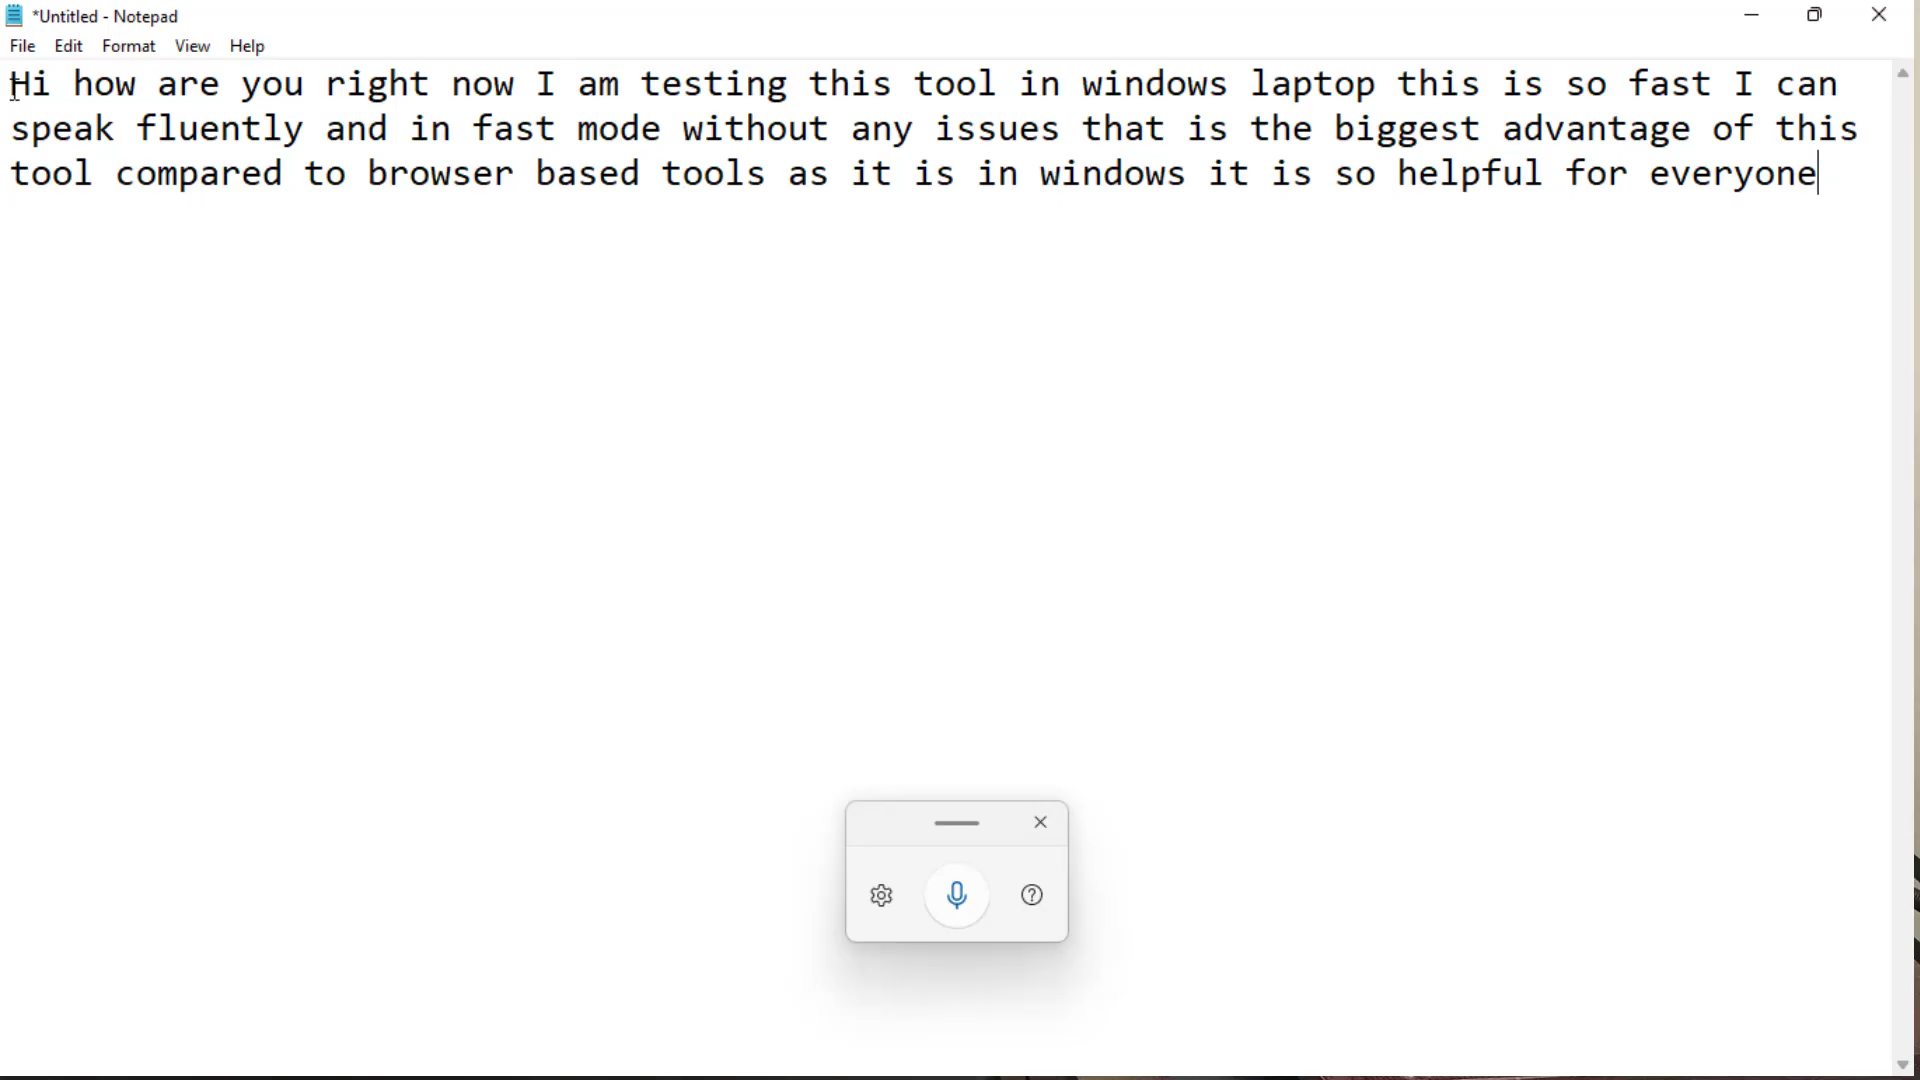 *Untitled - Notepad
File Edit Format View Help
Hi how are you right now I am testing this tool in windows laptop this is so fast I can
speak fluently and in fast mode without any issues that is the biggest advantage of this
tool compared to browser based tools as it is in windows it is so helpful for everyone